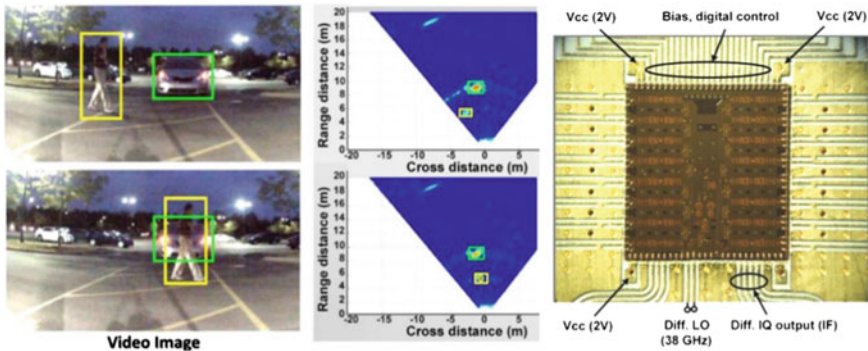 Video Image
Range distance (m)
20
18
16
14
12
10
8
6
4
2
0
-20 -15 -10 -5 0 5
Cross distance (m)
Range distance (m)
20
18
16
14
12
10
8
6
4
2
0
-20 -15 -10 -5 0 5
Cross distance (m)
Vcc (2V)
Bias, digital control
Vcc (2V)
Vcc (2V)
Diff. LO
(38 GHz)
Diff. IQ output (IF)